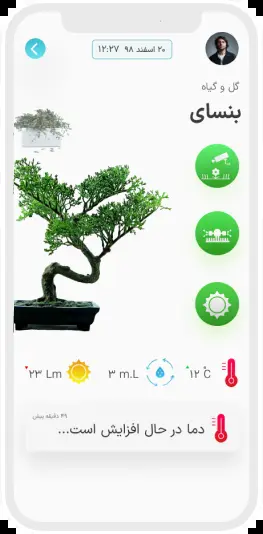 ۲۰ اسفند ۹۸ ۱۲:۲۷
گل و گیاه
بنسای
۱۲ C
۳ m.L
۲۳ Lm
۴۹ دقیقه پیش
دما در حال افزایش است...